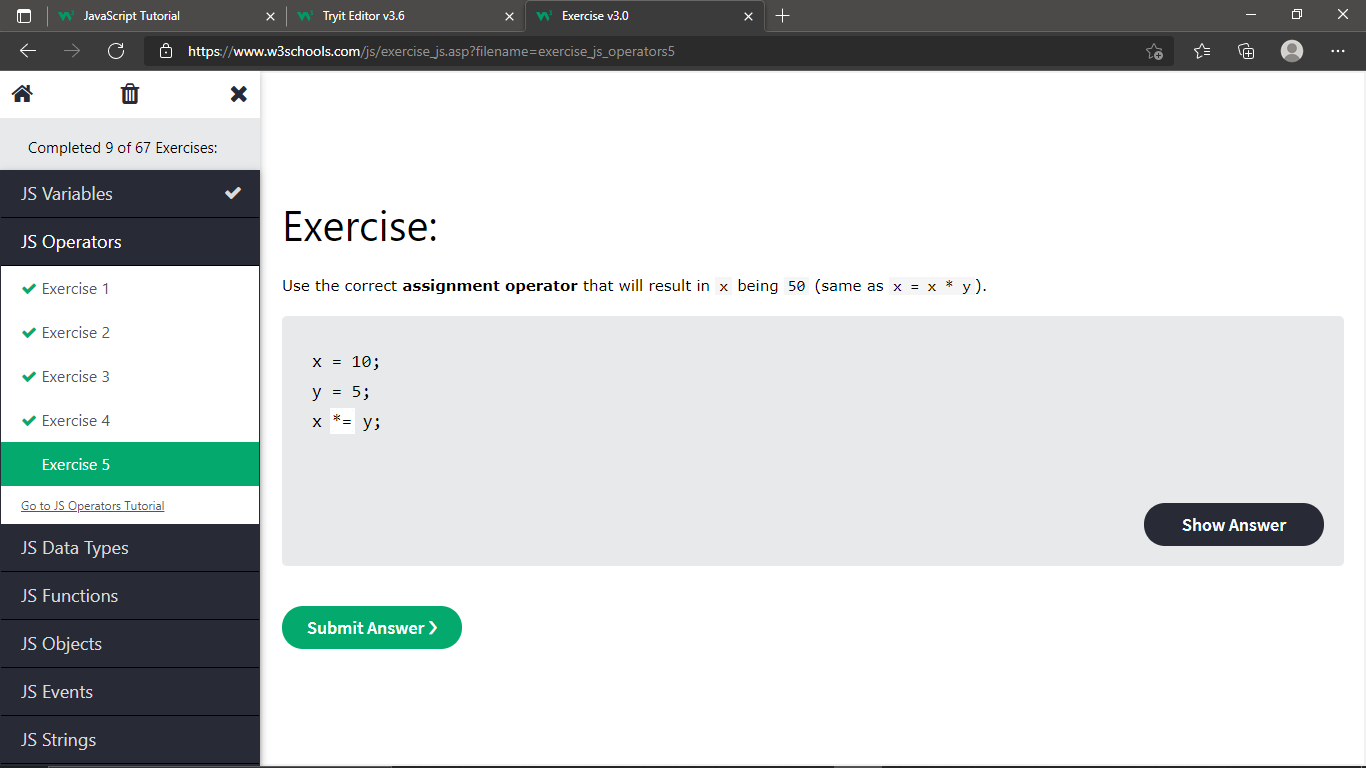 JavaScript Tutorial
Tryit Editor v3.6
Exercise v3.0
https://www.w3schools.com/js/exercise_js.asp?filename=exercise_js_operators5
Completed 9 of 67 Exercises:
JS Variables
JS Operators
Exercise 1
Exercise 2
Exercise 3
Exercise 4
Exercise 5
Go to JS Operators Tutorial
JS Data Types
JS Functions
JS Objects
JS Events
JS Strings
Exercise:
Use the correct assignment operator that will result in x being 50 (same as x = x * y).
x = 10;
y = 5;
x *= y;
Show Answer
Submit Answer ❯